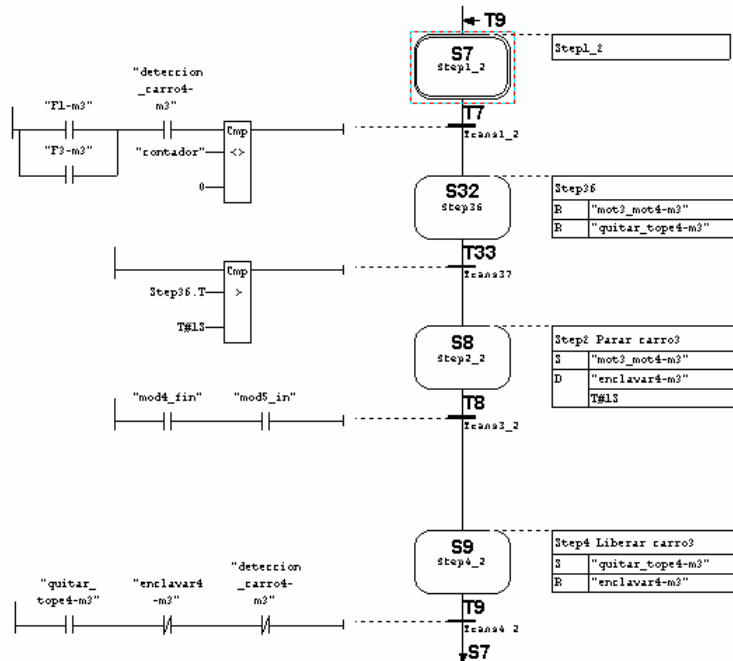 T9
S7
Step1_2
Step1_2
"deteccion
_carro4-
m3"
"F1-m3"
"F3-m3"
Cmp
"contador"
<>
0
T7
Trans1_2
S32
Step36
Step36
R "mot3_mot4-m3"
R "quitar_tope4-m3"
Cmp
Step36.T
>
T#1S
T33
Trans37
S8
Step2_2
Step2 Parar carro3
S "mot3_mot4-m3"
D "enclavar4-m3"
T#1S
"mod4_fin" "mod5_in"
T8
Trans3_2
S9
Step4_2
Step4 Liberar carro3
S "quitar_tope4-m3"
R "enclavar4-m3"
"quitar_
tope4-m3"
"enclavar4
-m3"
"deteccion
_carro4-
m3"
T9
Trans4_2
S7